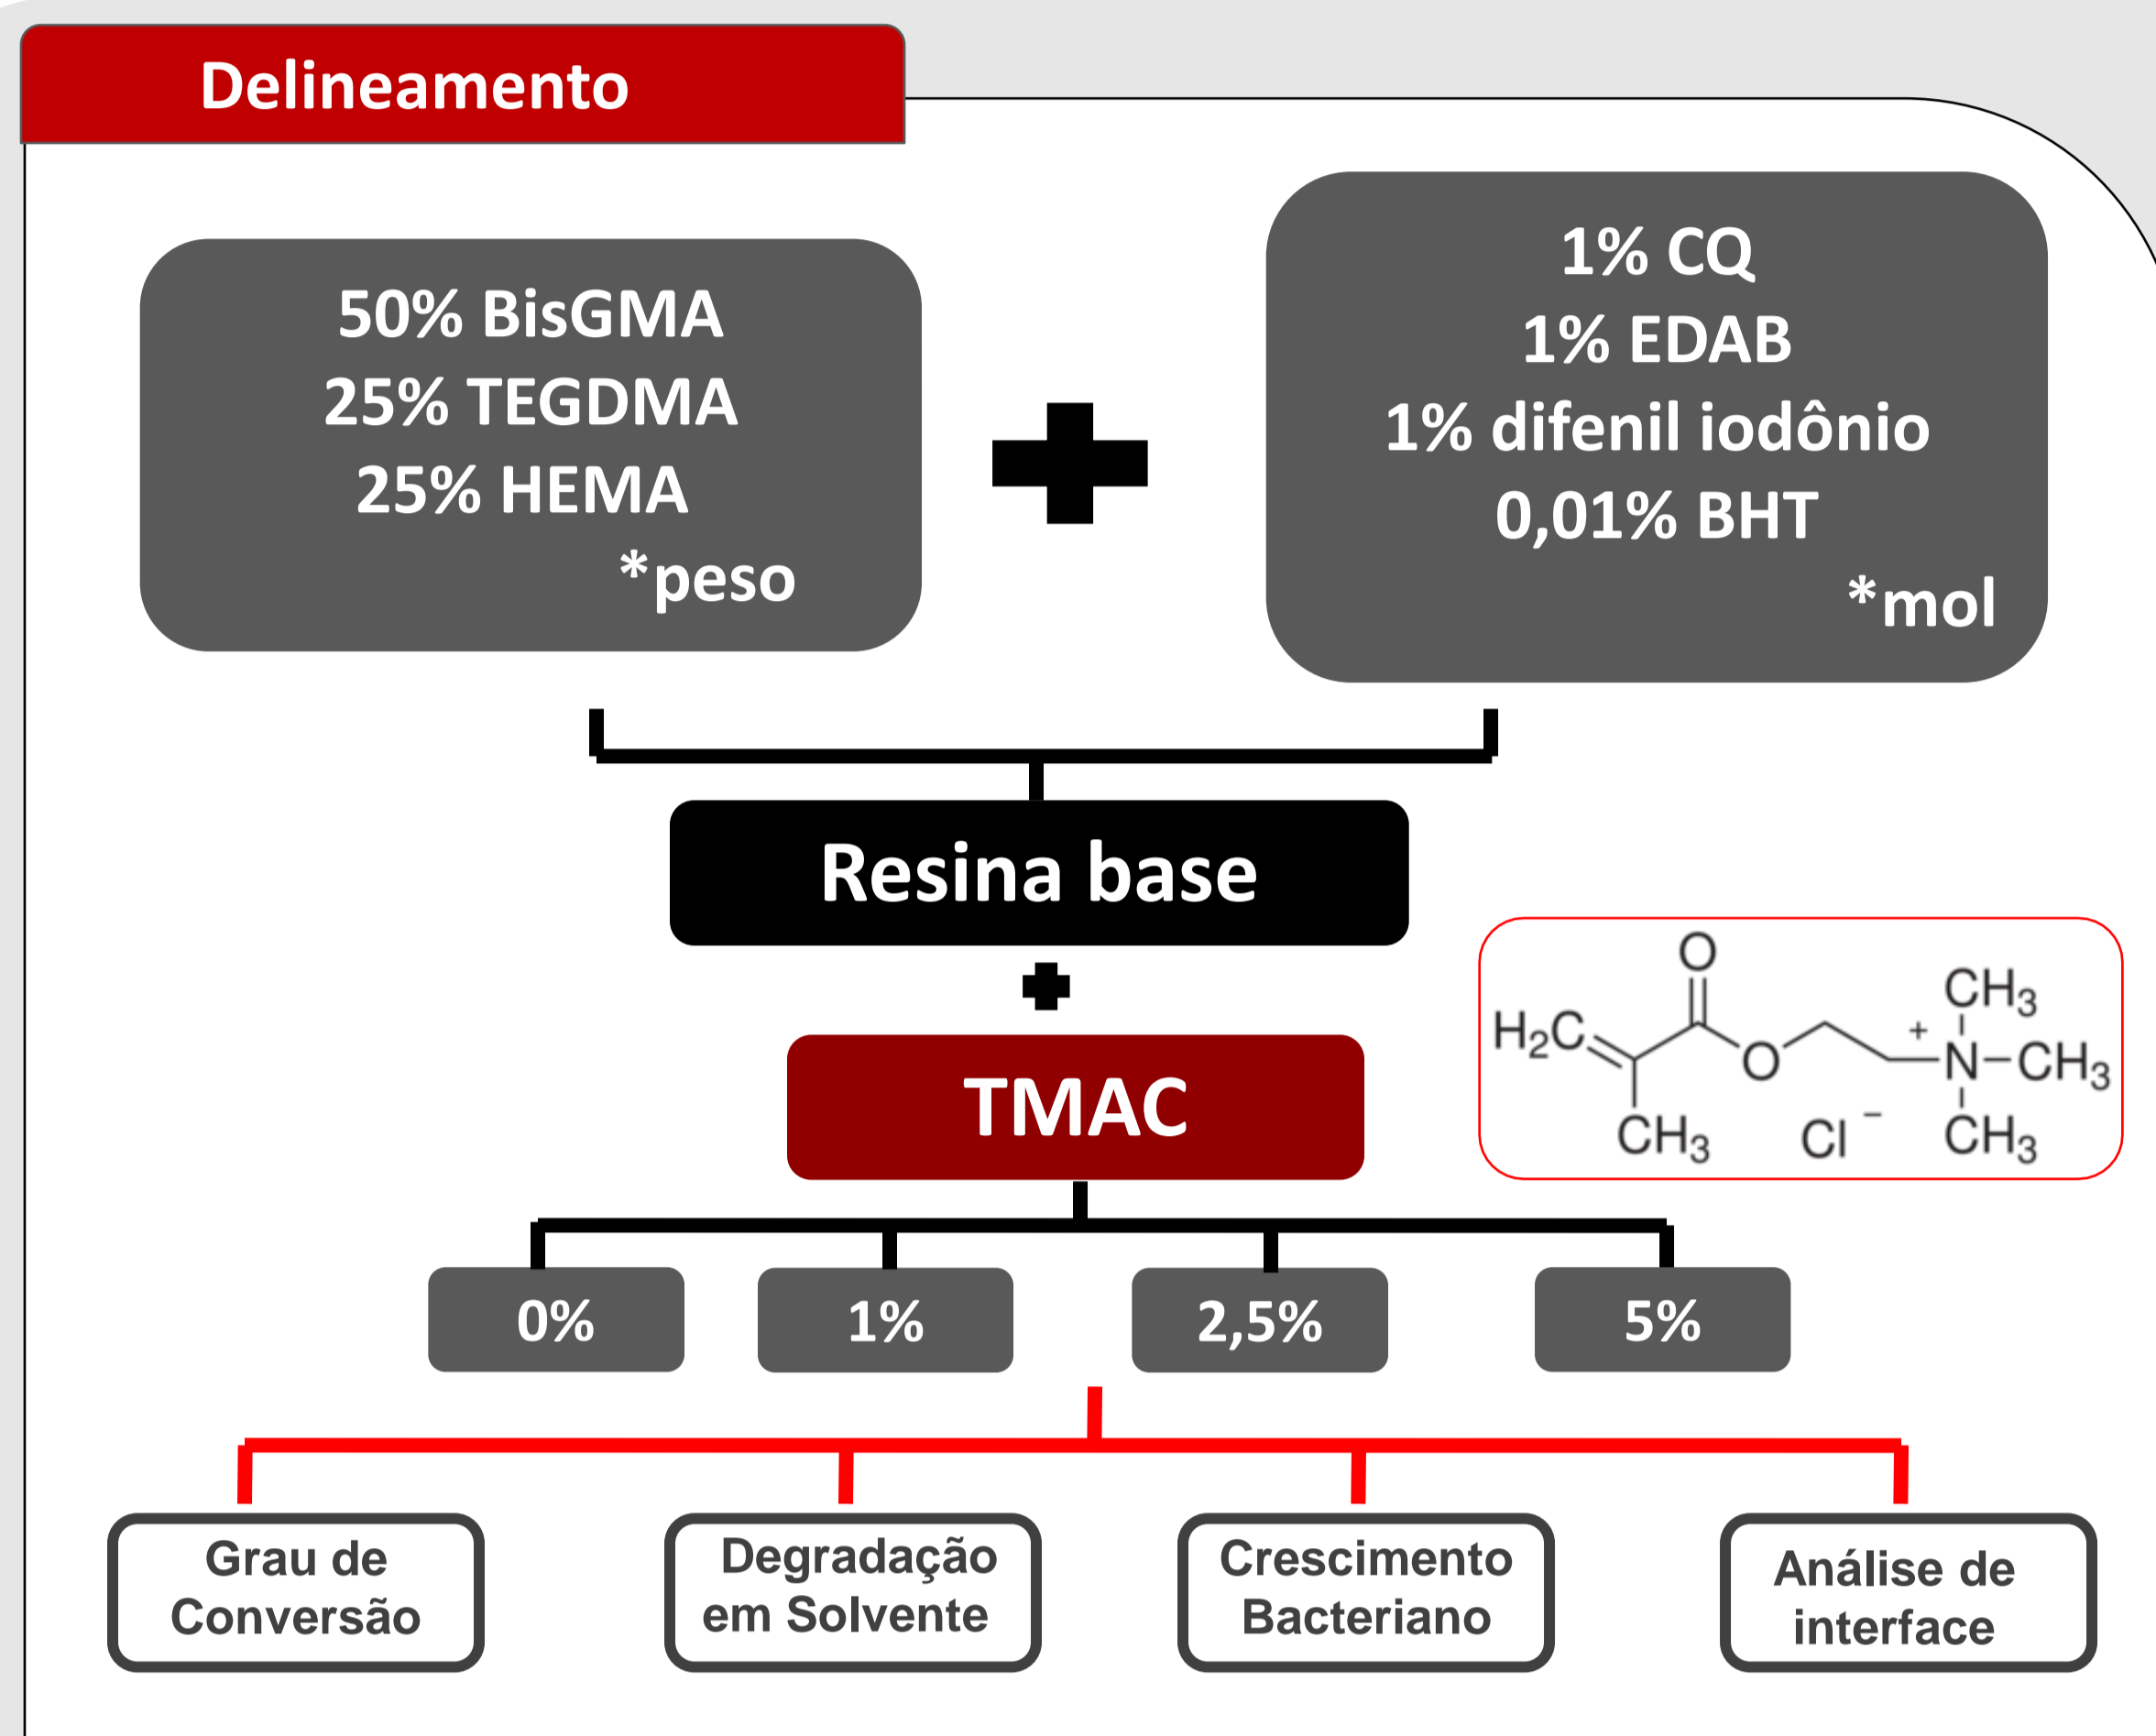 Delineamento
50% BisGMA
25% TEGDMA
25% HEMA
*peso
1% CQ
1% EDAB
1% difenil iodônio
0,01% BHT
*mol
Resina base
TMAC
O
H2C
O
CH3
Cl −
CH3
+
N
CH3
CH3
0%
1%
2,5%
5%
Grau de
Conversão
Degradação
em Solvente
Crescimento
Bacteriano
Análise de
interface